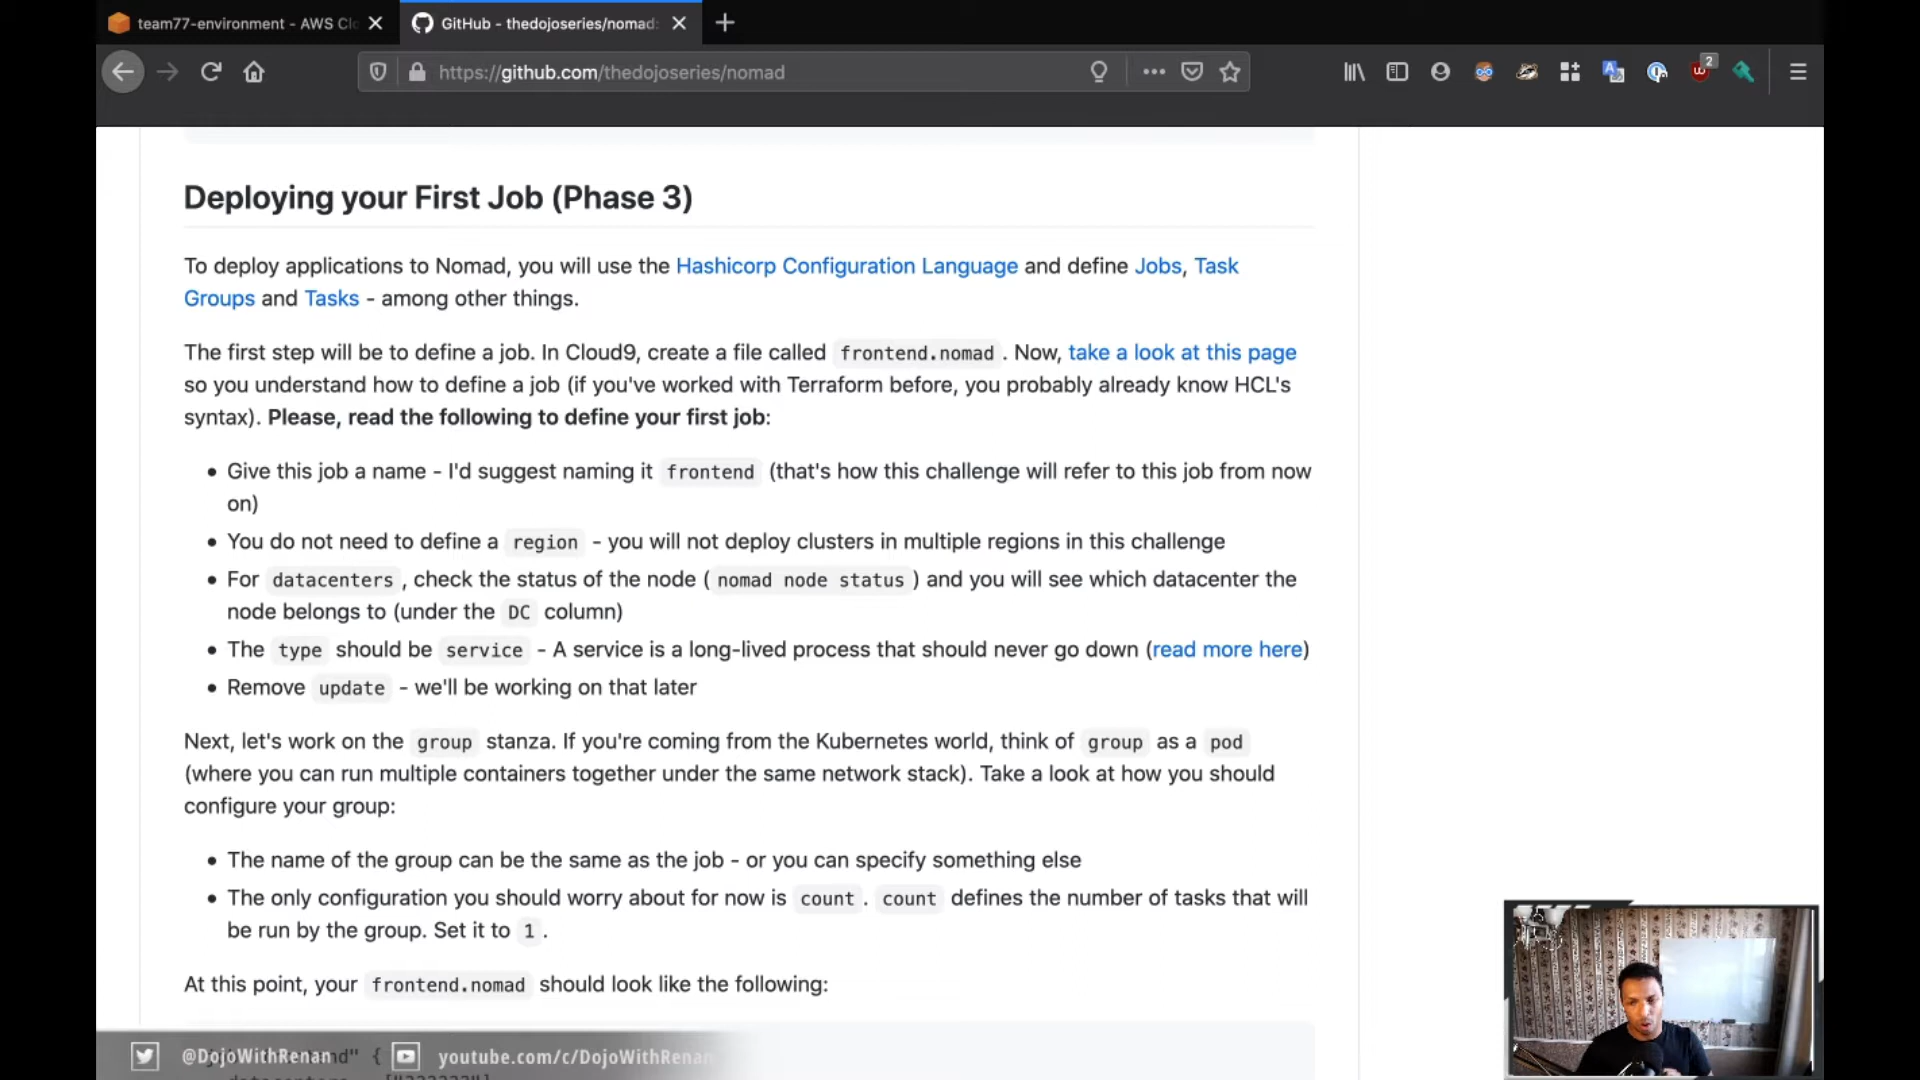 team77-environment - AWS Clo
GitHub - thedojoseries/nomad:
https://github.com/thedojoseries/nomad
2
Deploying your First Job (Phase 3)
To deploy applications to Nomad, you will use the Hashicorp Configuration Language and define Jobs, Task
Groups and Tasks - among other things.
The first step will be to define a job. In Cloud9, create a file called frontend.nomad . Now, take a look at this page
so you understand how to define a job (if you've worked with Terraform before, you probably already know HCL's
syntax). Please, read the following to define your first job:
• Give this job a name - I'd suggest naming it frontend (that's how this challenge will refer to this job from now
on)
• You do not need to define a region - you will not deploy clusters in multiple regions in this challenge
• For datacenters , check the status of the node ( nomad node status ) and you will see which datacenter the
node belongs to (under the DC column)
• The type should be service - A service is a long-lived process that should never go down (read more here)
• Remove update - we'll be working on that later
Next, let's work on the group stanza. If you're coming from the Kubernetes world, think of group as a pod
(where you can run multiple containers together under the same network stack). Take a look at how you should
configure your group:
• The name of the group can be the same as the job - or you can specify something else
• The only configuration you should worry about for now is count . count defines the number of tasks that will
be run by the group. Set it to 1 .
At this point, your frontend.nomad should look like the following:
@DojoWithRenan
youtube.com/c/DojoWithRenan